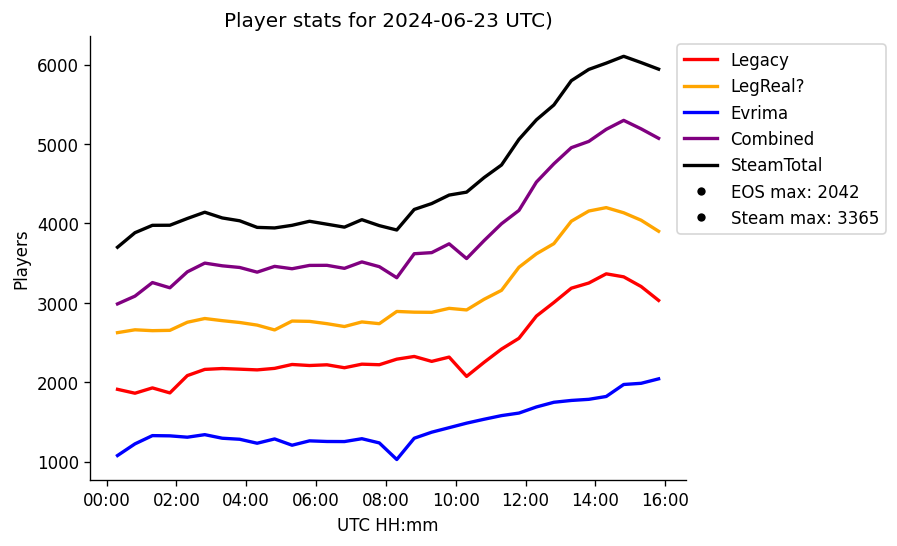 Player stats for 2024-06-23 UTC)
Players
6000
5000
4000
3000
2000
1000
00:00 02:00 04:00 06:00 08:00 10:00 12:00 14:00 16:00
UTC HH:mm
Legacy
LegReal?
Evrima
Combined
SteamTotal
EOS max: 2042
Steam max: 3365